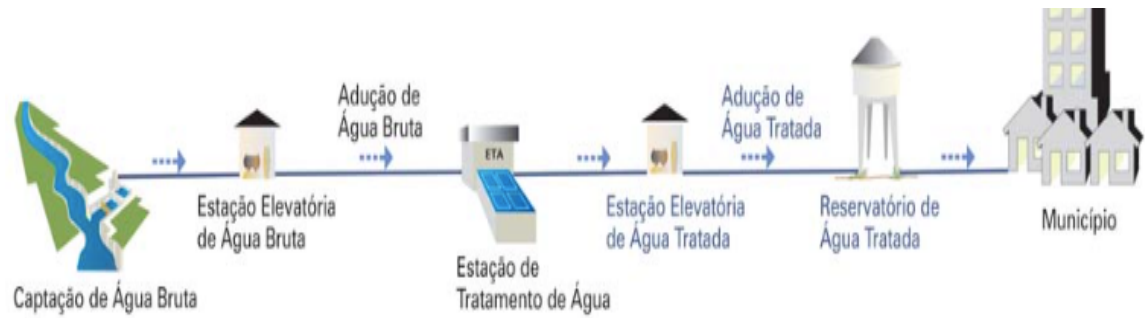 Captação de Água Bruta
Estação Elevatória
de Água Bruta
Adução de
Água Bruta
ETA
Estação de
Tratamento de Água
Estação Elevatória
de Água Tratada
Adução de
Água Tratada
Reservatório de
Água Tratada
Município